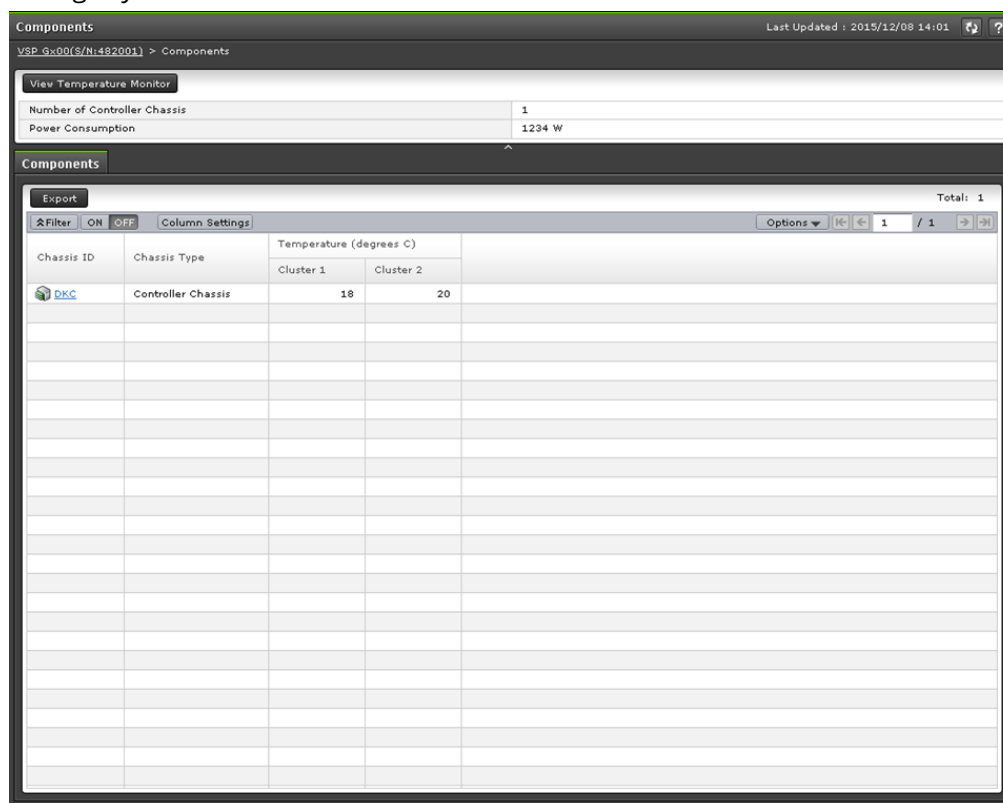 Components Last Updated : 2015/12/08 14:01 ?
VSP Gx00(S/N:482001) > Components
View Temperature Monitor
Number of Controller Chassis 1
Power Consumption 1234 W
Components
Export Total: 1
Filter ON OFF Column Settings Options 1 / 1
Chassis ID Chassis Type Temperature (degrees C)
Cluster 1 Cluster 2
DKC Controller Chassis 18 20